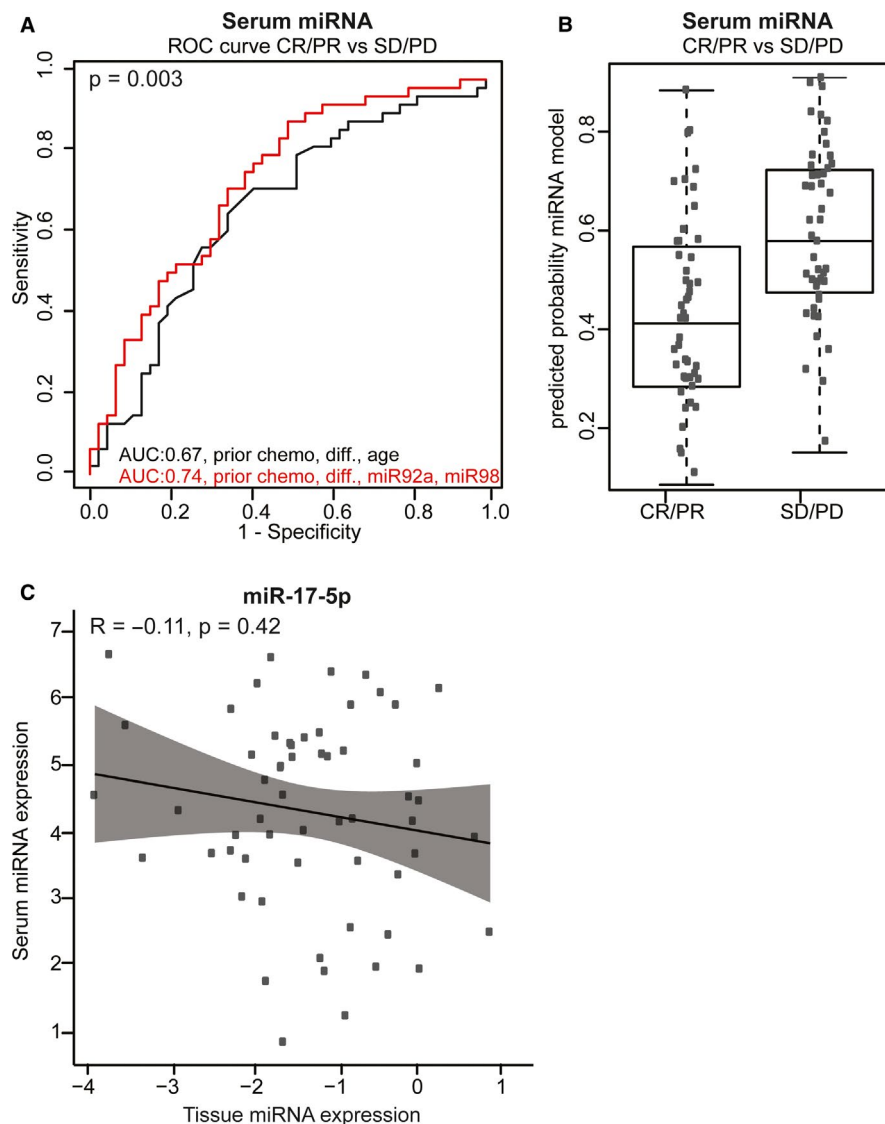 A
Serum miRNA
ROC curve CR/PR vs SD/PD
p = 0.003
1.0
0.8
0.6
0.4
0.2
0.0
Sensitivity
AUC:0.67, prior chemo, diff., age
AUC:0.74, prior chemo, diff., miR92a, miR98
0.0 0.2 0.4 0.6 0.8 1.0
1 - Specificity
B
Serum miRNA
CR/PR vs SD/PD
0.8
0.6
0.4
0.2
predicted probability miRNA model
CR/PR SD/PD
C
miR-17-5p
R = −0.11, p = 0.42
7
6
5
4
3
2
1
Serum miRNA expression
−4 −3 −2 −1 0 1
Tissue miRNA expression